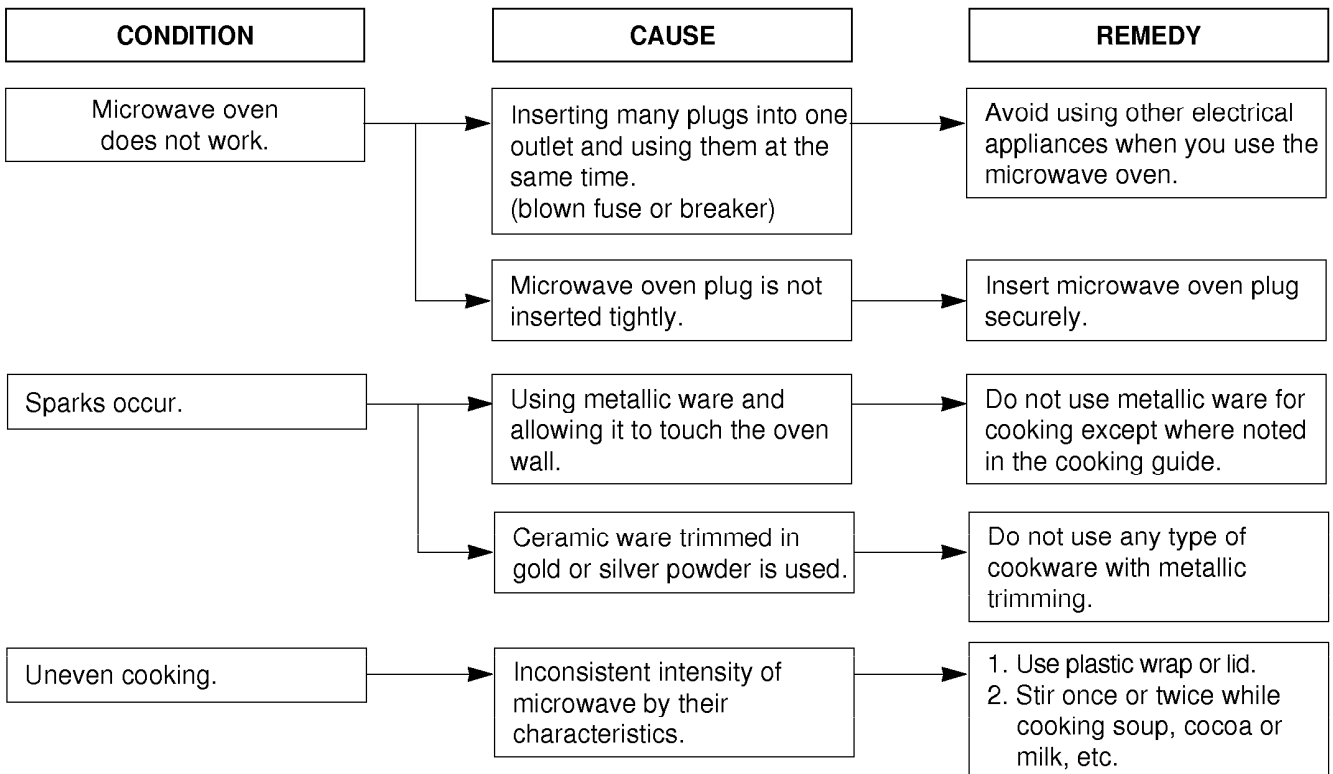 CONDITION
CAUSE
REMEDY
Microwave oven
does not work.
Inserting many plugs into one
outlet and using them at the
same time.
(blown fuse or breaker)
Avoid using other electrical
appliances when you use the
microwave oven.
Microwave oven plug is not
inserted tightly.
Insert microwave oven plug
securely.
Sparks occur.
Using metallic ware and
allowing it to touch the oven
wall.
Do not use metallic ware for
cooking except where noted
in the cooking guide.
Ceramic ware trimmed in
gold or silver powder is used.
Do not use any type of
cookware with metallic
trimming.
Uneven cooking.
Inconsistent intensity of
microwave by their
characteristics.
1. Use plastic wrap or lid.
2. Stir once or twice while
cooking soup, cocoa or
milk, etc.